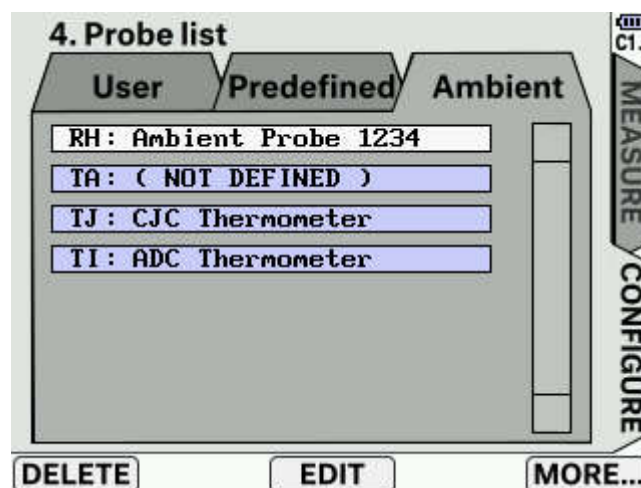 4. Probe list
C1.
User Predefined Ambient
RH: Ambient Probe 1234
TA: ( NOT DEFINED )
TJ: CJC Thermometer
TI: ADC Thermometer
MEASURE
CONFIGURE
DELETE EDIT MORE...